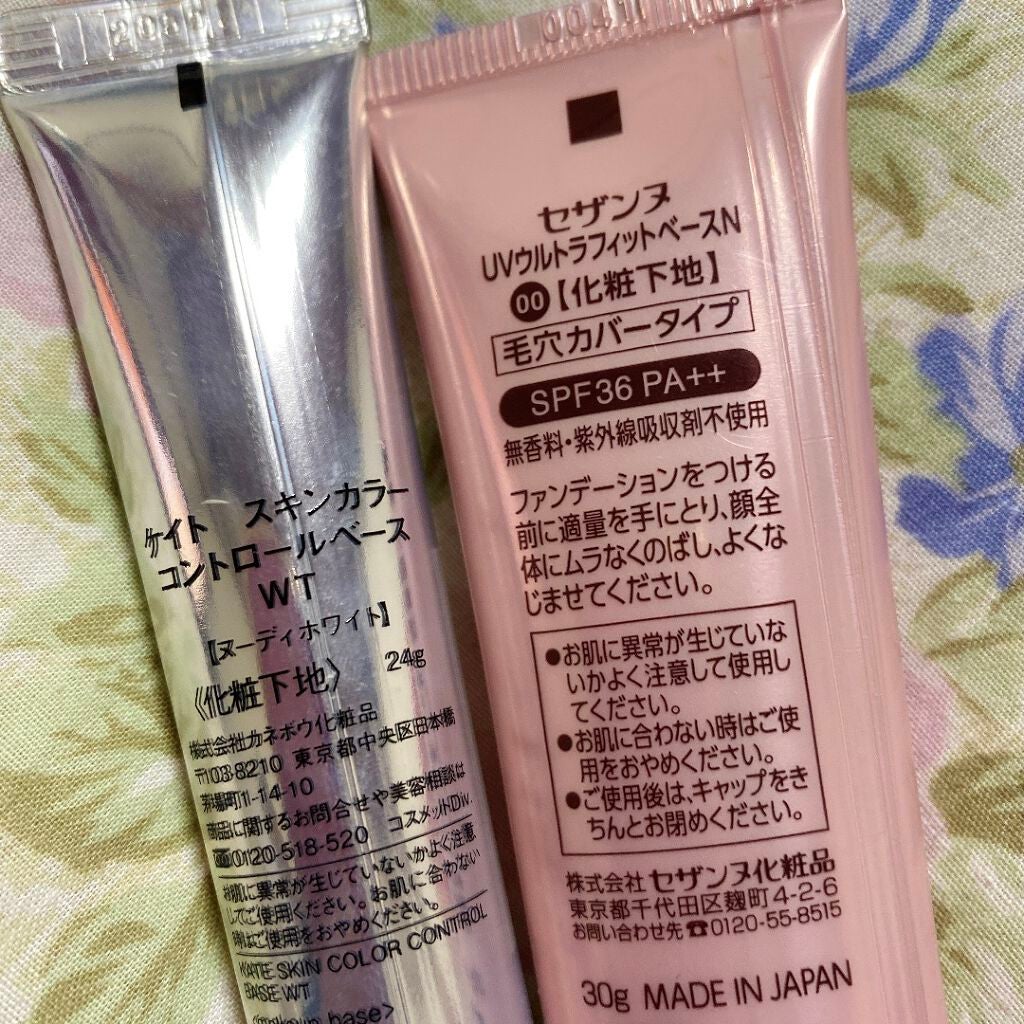 ケイト スキンカラー
コントロールベース
WT
【ヌーディホワイト】
《化粧下地》 24g
株式会社カネボウ化粧品
〒103-8210 東京都中央区日本橋
茅場町1-14-10
商品に関するお問合せや美容相談は
0120-518-520 コスメットDiv.
お肌に異常が生じていないかよく注意
してご使用ください。お肌に合わない
時はご使用をおやめください。
KATE SKIN COLOR CONTROL
BASE WT
base>
0041
セザンヌ
UVウルトラフィットベースN
00【化粧下地】
毛穴カバータイプ
SPF36 PA++
無香料・紫外線吸収剤不使用
ファンデーションをつける
前に適量を手にとり、顔全
体にムラなくのばし、よくな
じませてください。
●お肌に異常が生じていな
いかよく注意して使用し
てください。
●お肌に合わない時はご使
用をおやめください。
●ご使用後は、キャップをき
ちんとお閉めください。
株式会社 セザンヌ化粧品
東京都千代田区麹町4-2-6
お問い合わせ先☎0120-55-8515
30g MADE IN JAPAN